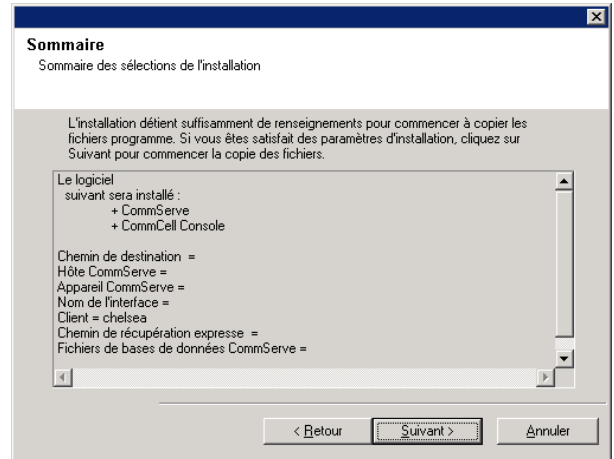 Sommaire
Sommaire des sélections de l'installation
L'installation détient suffisamment de renseignements pour commencer à copier les
fichiers programme. Si vous êtes satisfait des paramètres d'installation, cliquez sur
Suivant pour commencer la copie des fichiers.
Le logiciel
suivant sera installé :
+ CommServe
+ CommCell Console
Chemin de destination =
Hôte CommServe =
Appareil CommServe =
Nom de l'interface =
Client = chelsea
Chemin de récupération expresse =
Fichiers de bases de données CommServe =
< Retour
Suivant >
Annuler